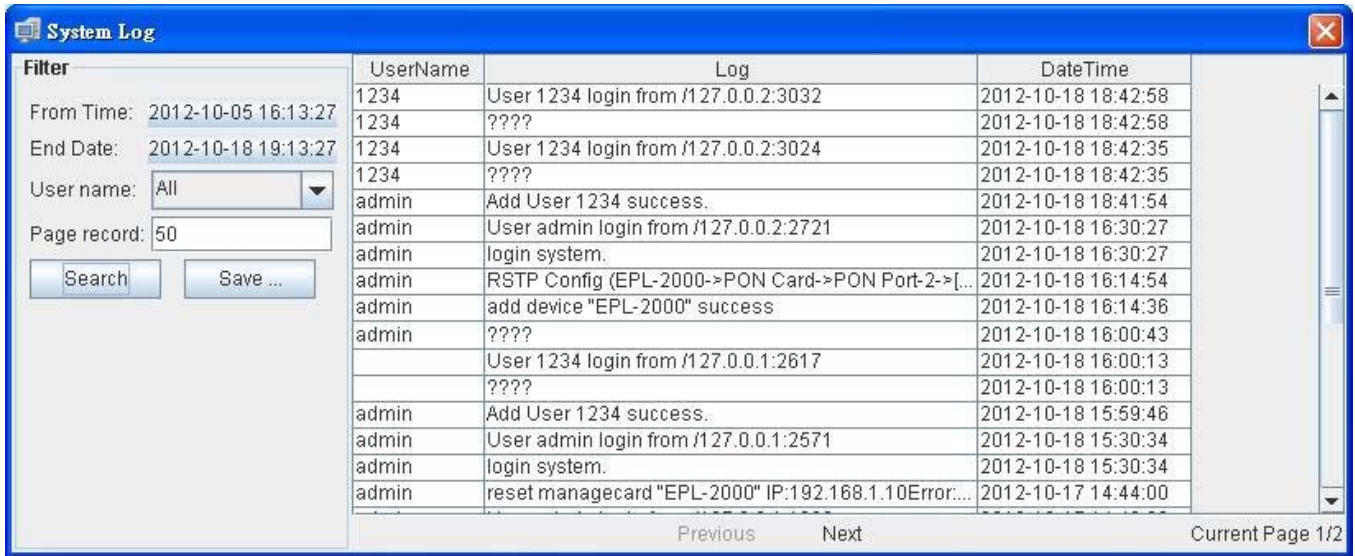 System Log
Filter
From Time: 2012-10-05 16:13:27
End Date: 2012-10-18 19:13:27
User name: All
Page record: 50
Search Save ...
UserName Log DateTime
1234 User 1234 login from /127.0.0.2:3032 2012-10-18 18:42:58
1234 ???? 2012-10-18 18:42:58
1234 User 1234 login from /127.0.0.2:3024 2012-10-18 18:42:35
1234 ???? 2012-10-18 18:42:35
admin Add User 1234 success. 2012-10-18 18:41:54
admin User admin login from /127.0.0.2:2721 2012-10-18 16:30:27
admin login system. 2012-10-18 16:30:27
admin RSTP Config (EPL-2000->PON Card->PON Port-2->[... 2012-10-18 16:14:54
admin add device "EPL-2000" success 2012-10-18 16:14:36
admin ???? 2012-10-18 16:00:43
User 1234 login from /127.0.0.1:2617 2012-10-18 16:00:13
???? 2012-10-18 16:00:13
admin Add User 1234 success. 2012-10-18 15:59:46
admin User admin login from /127.0.0.1:2571 2012-10-18 15:30:34
admin login system. 2012-10-18 15:30:34
admin reset managecard "EPL-2000" IP:192.168.1.10Error:... 2012-10-17 14:44:00
Previous Next Current Page 1/2